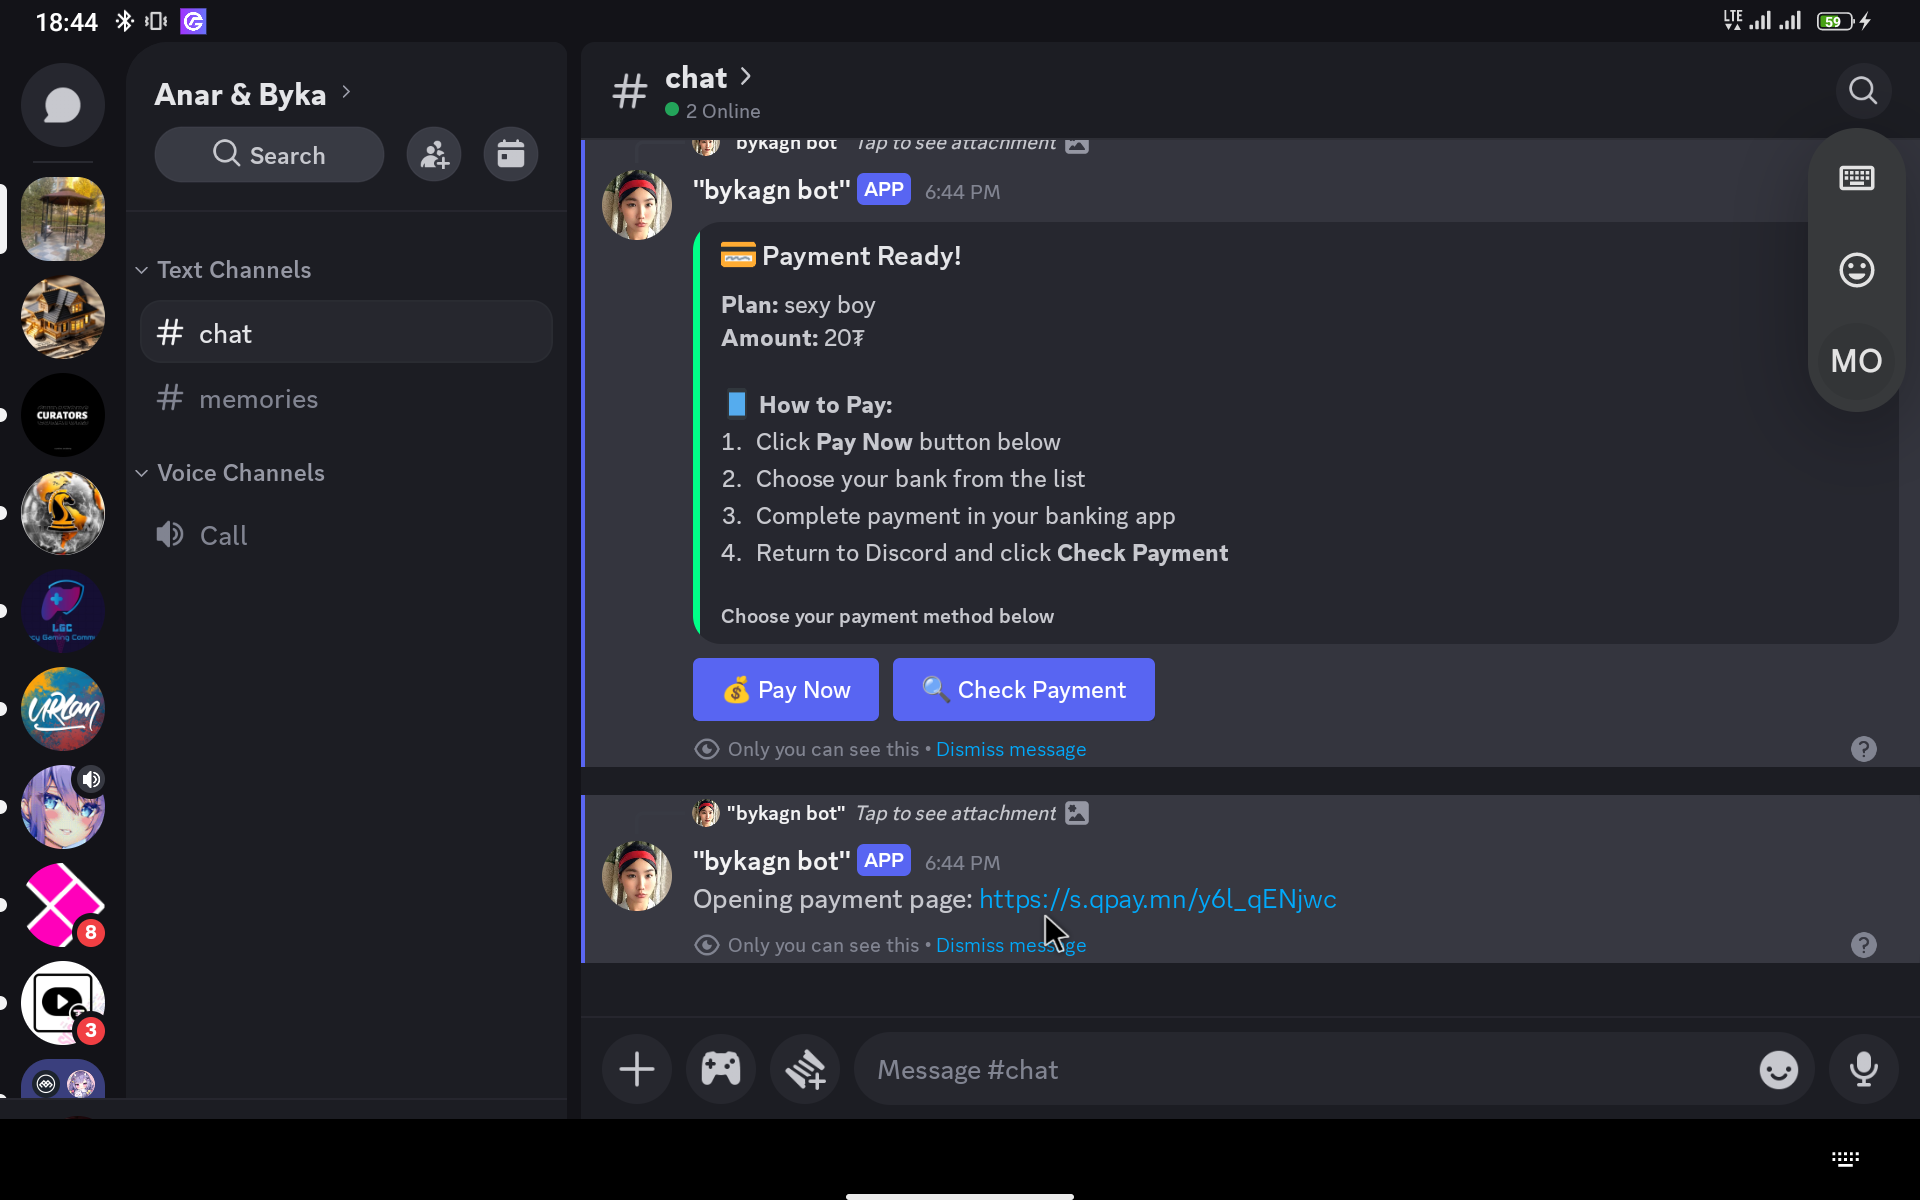 18:44
LTE
59
Anar & Byka
Search
Text Channels
chat
memories
Voice Channels
Call
CURATORS
LGC
cy Gaming Comm
URLan
8
3
chat
2 Online
MO
"bykagn bot" Tap to see attachment
"bykagn bot" APP 6:44 PM
Payment Ready!
Plan: sexy boy
Amount: 20₮
How to Pay:
1. Click Pay Now button below
2. Choose your bank from the list
3. Complete payment in your banking app
4. Return to Discord and click Check Payment
Choose your payment method below
Pay Now
Check Payment
Only you can see this • Dismiss message
?
"bykagn bot" Tap to see attachment
"bykagn bot" APP 6:44 PM
Opening payment page: https://s.qpay.mn/y6l_qENjwc
Only you can see this • Dismiss message
?
Message #chat